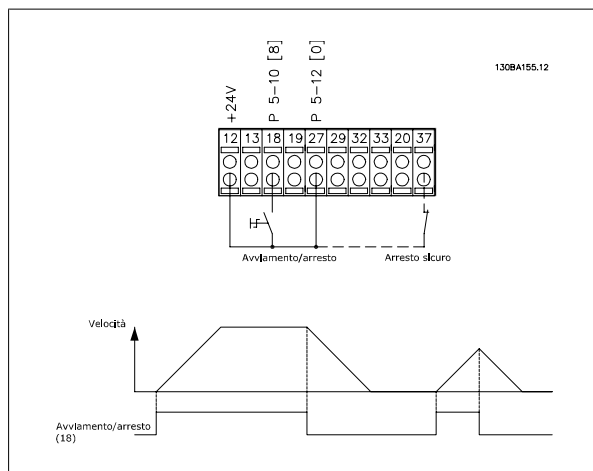 130BA155.12
+24V
P 5-10 [8]
P 5-12 [0]
12 13 18 19 27 29 32 33 20 37
Avviamento/arresto
Arresto sicuro
Velocità
Avviamento/arresto
(18)